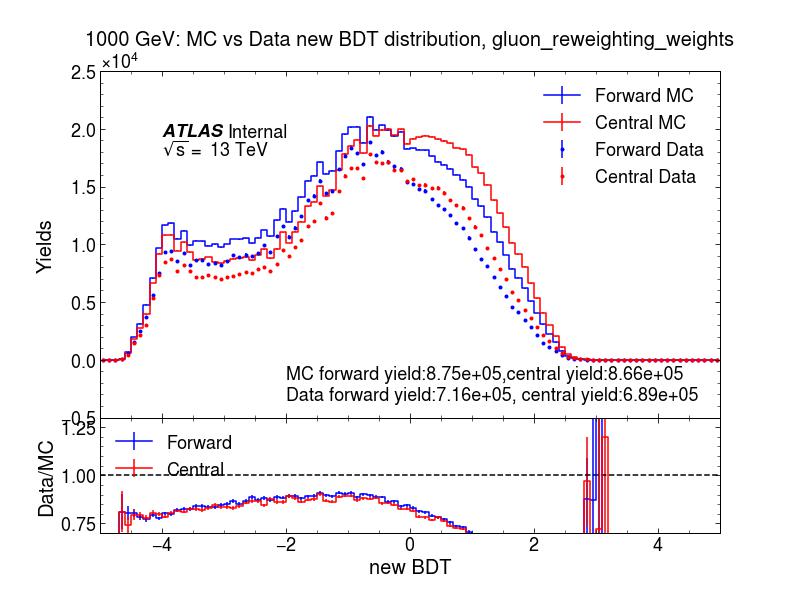 1000 GeV: MC vs Data new BDT distribution, gluon_reweighting_weights
×10⁴
2.5
2.0
1.5
1.0
0.5
0.0
0.5
Yields
ATLAS Internal
√s = 13 TeV
Forward MC
Central MC
Forward Data
Central Data
MC forward yield:8.75e+05,central yield:8.66e+05
Data forward yield:7.16e+05, central yield:6.89e+05
1.25
1.00
0.75
Data/MC
Forward
Central
−4 −2 0 2 4
new BDT